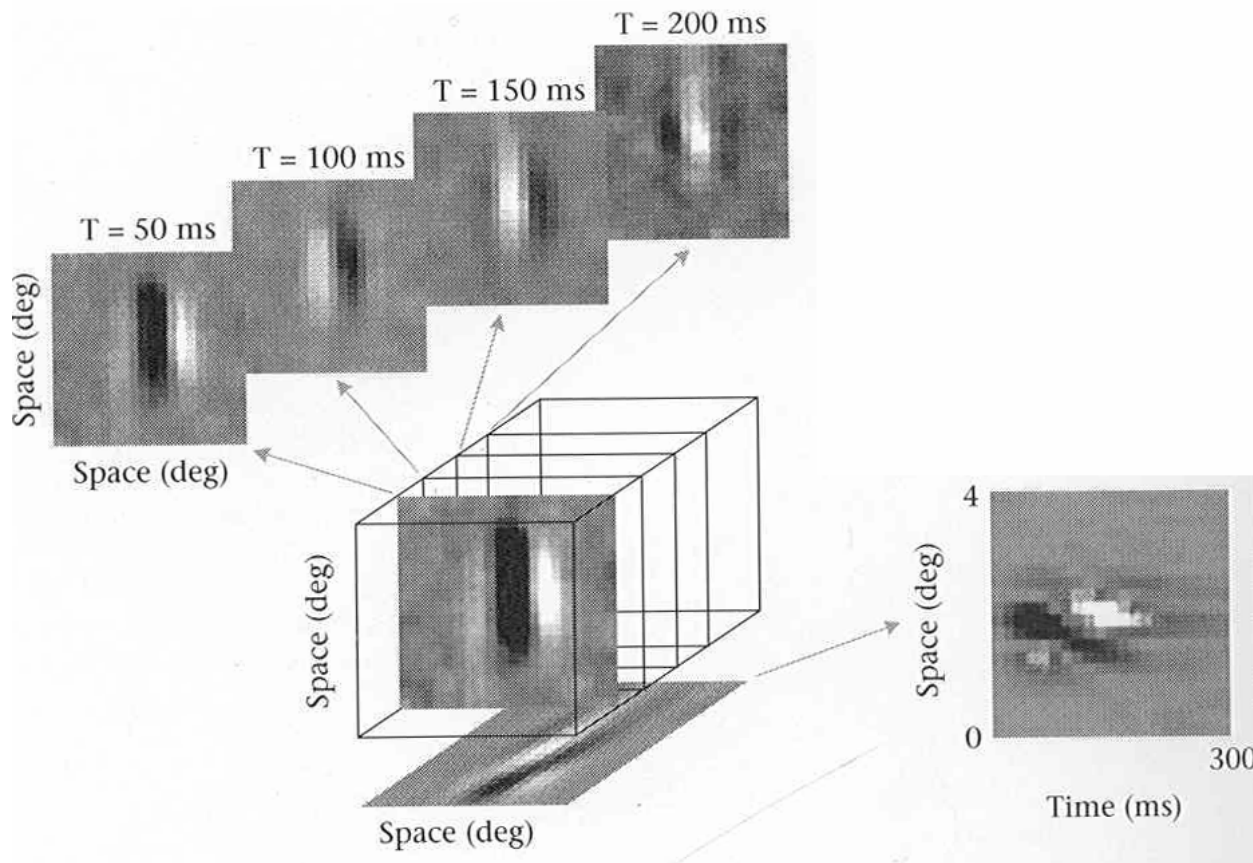 T = 200 ms
T = 150 ms
T = 100 ms
T = 50 ms
Space (deg)
Space (deg)
Space (deg)
Space (deg)
4
Space (deg)
0
300
Time (ms)